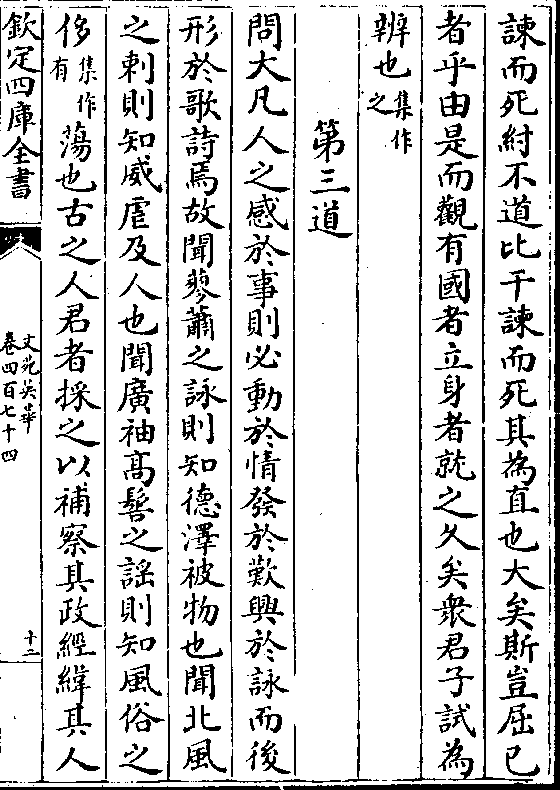 諫而死紂不道比干諫而死其為直也大矣斯豈屈已
者乎由是而觀有國者立身者就之久矣衆君子試為
辨也集作之
第三道
問大凡人之感於事則必動於情發於歎興於詠而後
形於歌詩焉故聞蓼蕭之詠則知德澤被物也聞北風
之刺則知威虐及人也聞廣袖高髻之謡則知風俗之
侈集作有蕩也古之人君者採之以補察其政經緯其人
欽定四庫全書
文苑英華
卷四百七十四
十二